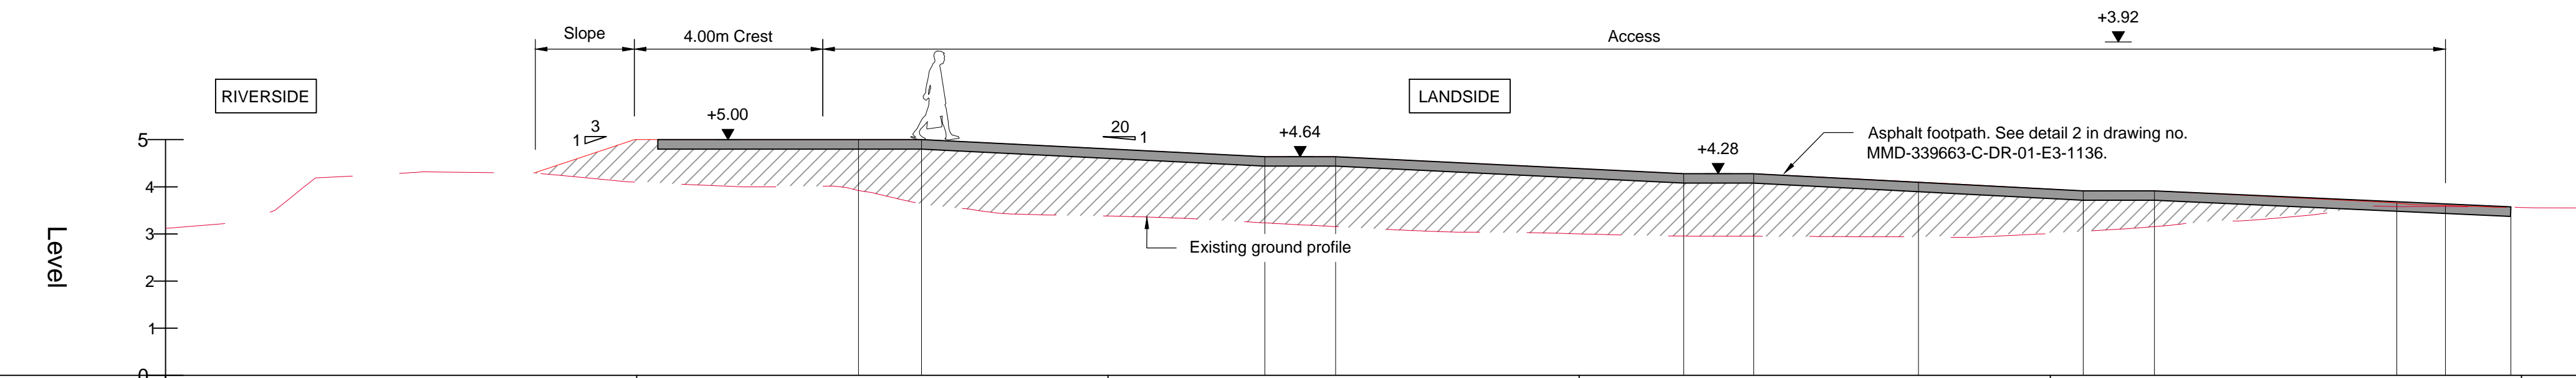 +3.92
Slope
4.00m Crest
Access
RIVERSIDE
LANDSIDE
+5.00
3
1
20
1
+4.64
+4.28
Asphalt footpath. See detail 2 in drawing no.
MMD-339663-C-DR-01-E3-1136.
Existing ground profile
Level
5
4
3
2
1
0